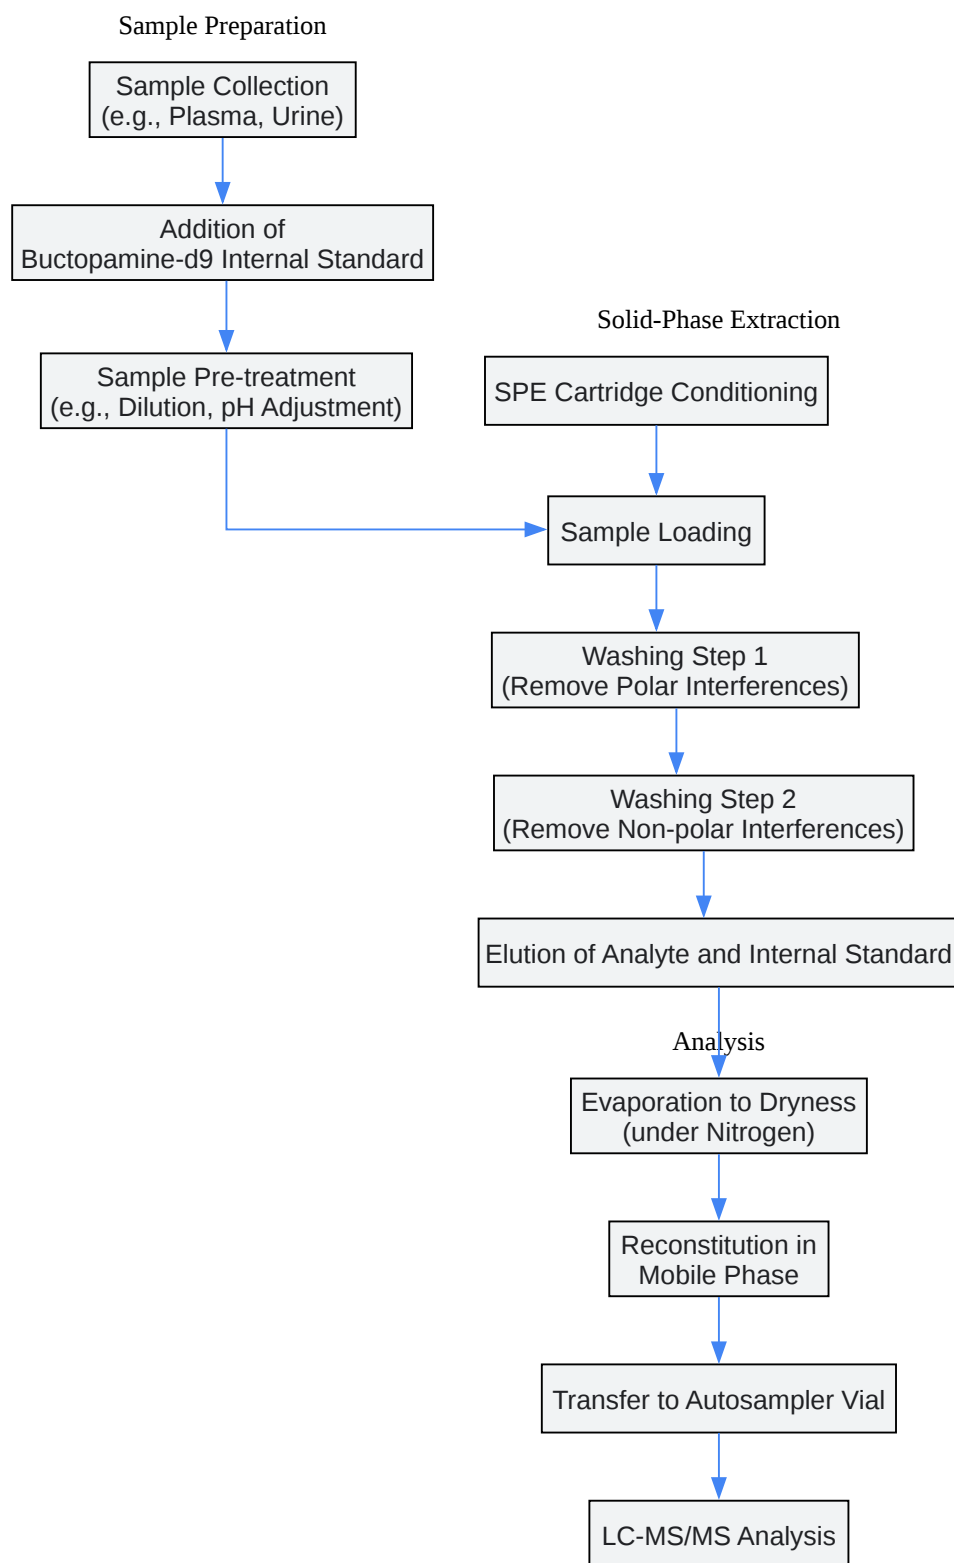 Sample Preparation
Sample Collection
(e.g., Plasma, Urine)
Addition of
Buctopamine-d9 Internal Standard
Sample Pre-treatment
(e.g., Dilution, pH Adjustment)
Solid-Phase Extraction
SPE Cartridge Conditioning
Sample Loading
Washing Step 1
(Remove Polar Interferences)
Washing Step 2
(Remove Non-polar Interferences)
Elution of Analyte and Internal Standard
Analysis
Evaporation to Dryness
(under Nitrogen)
Reconstitution in
Mobile Phase
Transfer to Autosampler Vial
LC-MS/MS Analysis